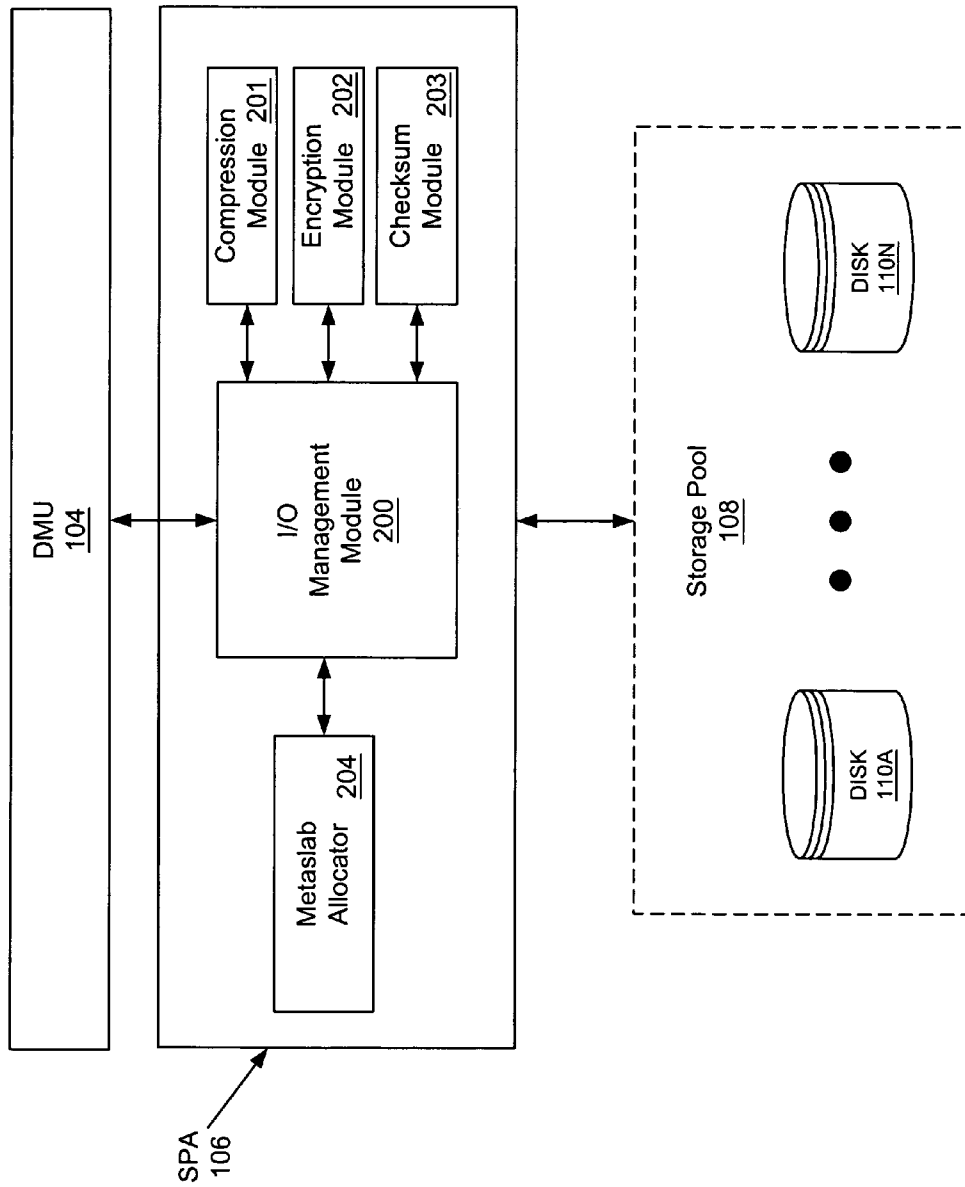 DMU
104
SPA
106
Metaslab
Allocator 204
I/O
Management
Module
200
Compression
Module 201
Encryption
Module 202
Checksum
Module 203
Storage Pool
108
DISK
110A
DISK
110N